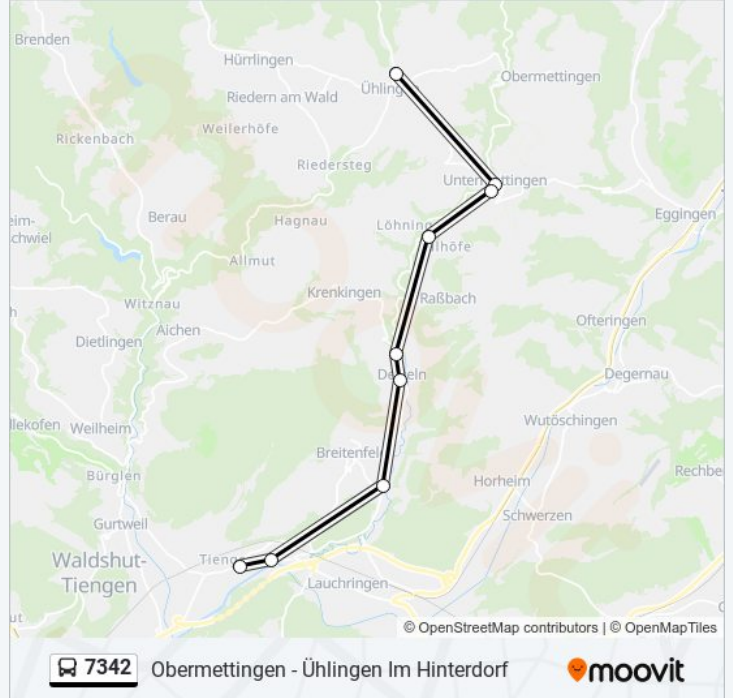 Brenden
Hürrlingen
Obermettingen
Riedern am Wald
Weilerhöfe
Rickenbach
Riedersteg
Berau
Hagnau
Eggingen
Allmut
Krenkingen
Raßbach
Witznau
Aichen
Ofteringen
Dietlingen
Degernau
Wutöschingen
Weilheim
Bürglen
Horheim
Gurtweil
Schwerzen
Waldshut-
Tiengen
Lauchringen
© OpenStreetMap contributors | © OpenMapTiles
7342 Obermettingen - Ühlingen Im Hinterdorf moovit